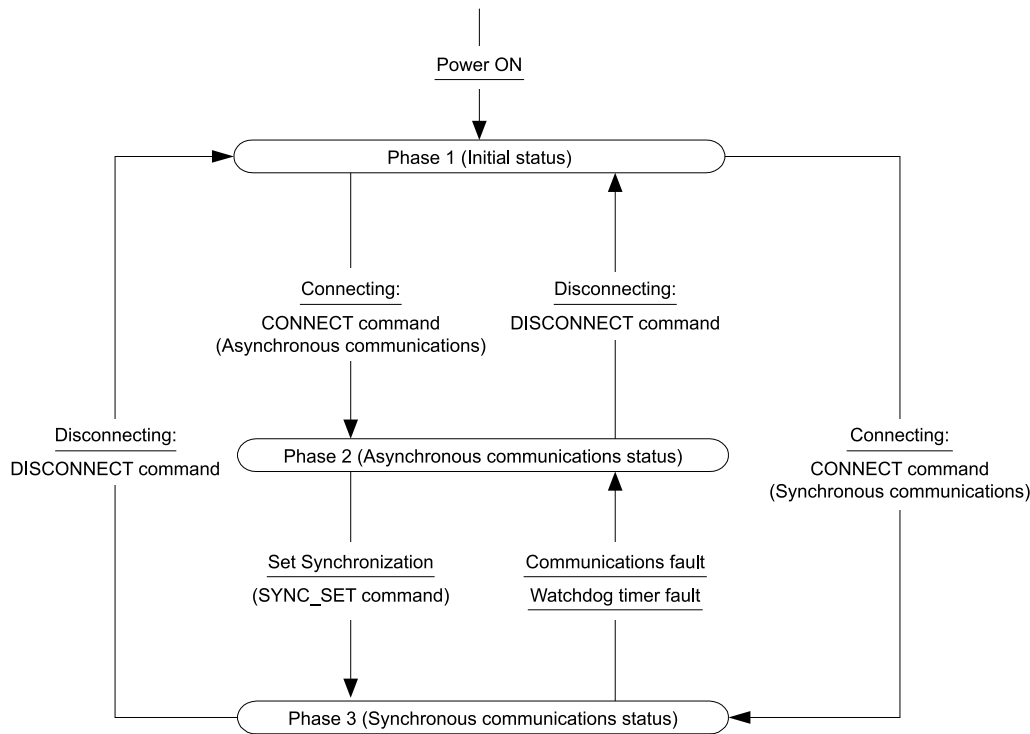 Power ON
Phase 1 (Initial status)
Connecting:
CONNECT command
(Asynchronous communications)
Disconnecting:
DISCONNECT command
Disconnecting:
DISCONNECT command
Phase 2 (Asynchronous communications status)
Connecting:
CONNECT command
(Synchronous communications)
Set Synchronization
(SYNC_SET command)
Communications fault
Watchdog timer fault
Phase 3 (Synchronous communications status)